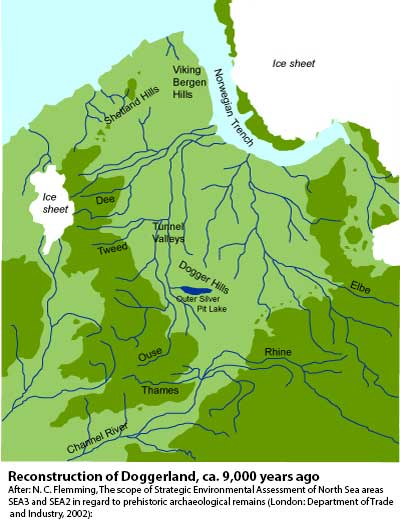 Ice sheet
Viking
Bergen
Hills
Norwegian Trench
Shetland Hills
Ice
sheet
Dee
Tunnel
Valleys
Tweed
Dogger Hills
Elbe
Outer Silver
Pit Lake
Ouse
Rhine
Thames
Channel River
Reconstruction of Doggerland, ca. 9,000 years ago
After: N. C. Flemming, The scope of Strategic Environmental Assessment of North Sea areas
SEA3 and SEA2 in regard to prehistoric archaeological remains (London: Department of Trade
and Industry, 2002):